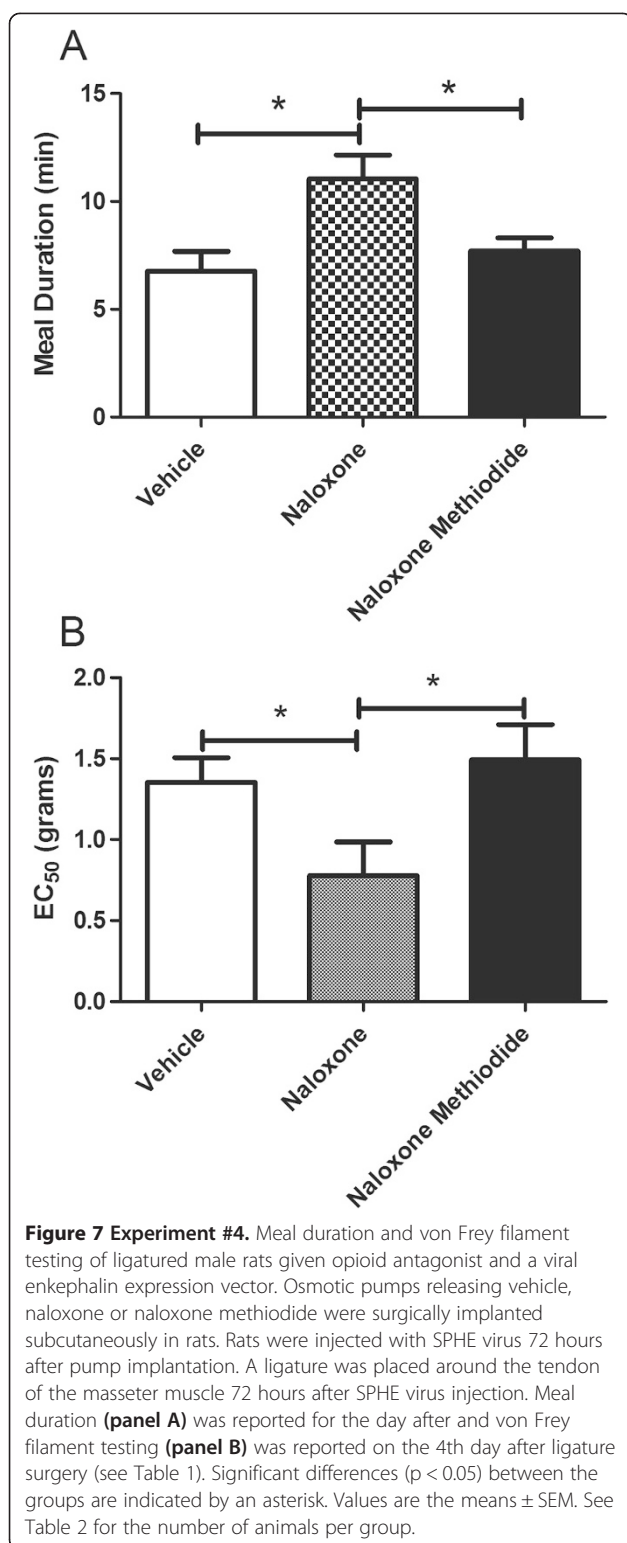 A
Meal Duration (min)
15
10
5
0
*
*
Vehicle
Naloxone
Naloxone Methiodide
B
EC50 (grams)
2.0
1.5
1.0
0.5
0.0
*
*
Vehicle
Naloxone
Naloxone Methiodide
Figure 7 Experiment #4. Meal duration and von Frey filament
testing of ligatured male rats given opioid antagonist and a viral
enkephalin expression vector. Osmotic pumps releasing vehicle,
naloxone or naloxone methiodide were surgically implanted
subcutaneously in rats. Rats were injected with SPHE virus 72 hours
after pump implantation. A ligature was placed around the tendon
of the masseter muscle 72 hours after SPHE virus injection. Meal
duration (panel A) was reported for the day after and von Frey
filament testing (panel B) was reported on the 4th day after ligature
surgery (see Table 1). Significant differences (p < 0.05) between the
groups are indicated by an asterisk. Values are the means ± SEM. See
Table 2 for the number of animals per group.